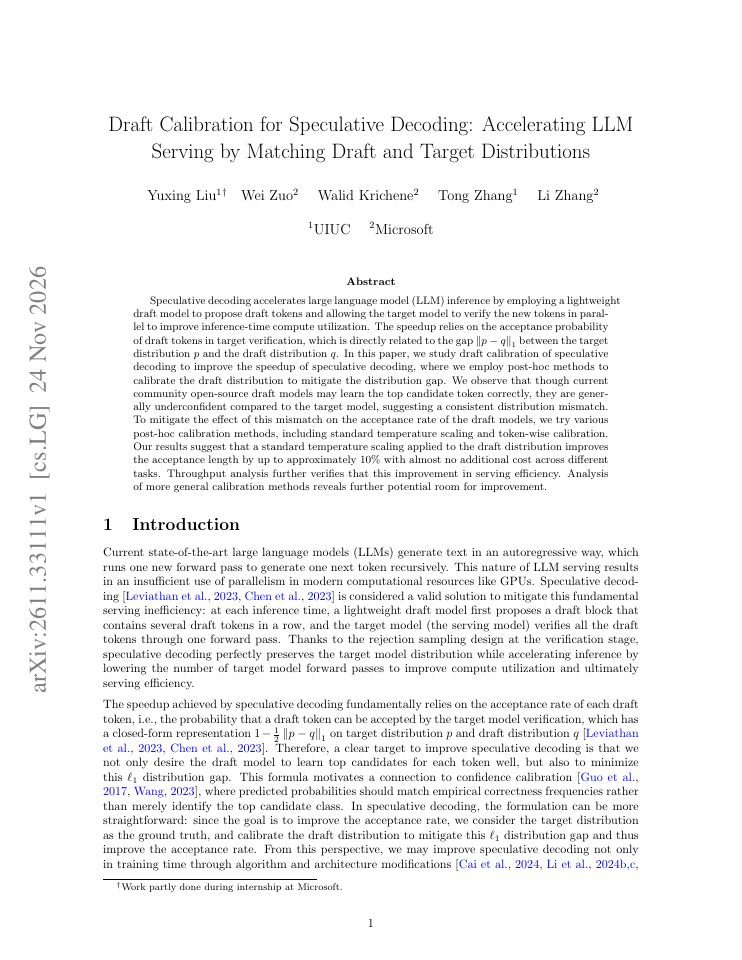 Draft Calibration for Speculative Decoding: Accelerating LLM
Serving by Matching Draft and Target Distributions
Yuxing Liu¹† Wei Zuo² Walid Krichene² Tong Zhang¹ Li Zhang²
¹UIUC ²Microsoft
Abstract
Speculative decoding accelerates large language model (LLM) inference by employing a lightweight
draft model to propose draft tokens and allowing the target model to verify the new tokens in paral-
lel to improve inference-time compute utilization. The speedup relies on the acceptance probability
of draft tokens in target verification, which is directly related to the gap ‖p − q‖₁ between the target
distribution p and the draft distribution q. In this paper, we study draft calibration of speculative
decoding to improve the speedup of speculative decoding, where we employ post-hoc methods to
calibrate the draft distribution to mitigate the distribution gap. We observe that though current
community open-source draft models may learn the top candidate token correctly, they are gener-
ally underconfident compared to the target model, suggesting a consistent distribution mismatch.
To mitigate the effect of this mismatch on the acceptance rate of the draft models, we try various
post-hoc calibration methods, including standard temperature scaling and token-wise calibration.
Our results suggest that a standard temperature scaling applied to the draft distribution improves
the acceptance length by up to approximately 10% with almost no additional cost across different
tasks. Throughput analysis further verifies that this improvement in serving efficiency. Analysis
of more general calibration methods reveals further potential room for improvement.
1 Introduction
Current state-of-the-art large language models (LLMs) generate text in an autoregressive way, which
runs one new forward pass to generate one next token recursively. This nature of LLM serving results
in an insufficient use of parallelism in modern computational resources like GPUs. Speculative decod-
ing [Leviathan et al., 2023, Chen et al., 2023] is considered a valid solution to mitigate this fundamental
serving inefficiency: at each inference time, a lightweight draft model first proposes a draft block that
contains several draft tokens in a row, and the target model (the serving model) verifies all the draft
tokens through one forward pass. Thanks to the rejection sampling design at the verification stage,
speculative decoding perfectly preserves the target model distribution while accelerating inference by
lowering the number of target model forward passes to improve compute utilization and ultimately
serving efficiency.
The speedup achieved by speculative decoding fundamentally relies on the acceptance rate of each draft
token, i.e., the probability that a draft token can be accepted by the target model verification, which has
a closed-form representation 1 − ½ ‖p − q‖₁ on target distribution p and draft distribution q [Leviathan
et al., 2023, Chen et al., 2023]. Therefore, a clear target to improve speculative decoding is that we
not only desire the draft model to learn top candidates for each token well, but also to minimize
this ℓ₁ distribution gap. This formula motivates a connection to confidence calibration [Guo et al.,
2017, Wang, 2023], where predicted probabilities should match empirical correctness frequencies rather
than merely identify the top candidate class. In speculative decoding, the formulation can be more
straightforward: since the goal is to improve the acceptance rate, we consider the target distribution
as the ground truth, and calibrate the draft distribution to mitigate this ℓ₁ distribution gap and thus
improve the acceptance rate. From this perspective, we may improve speculative decoding not only
in training time through algorithm and architecture modifications [Cai et al., 2024, Li et al., 2024b,c,
†Work partly done during internship at Microsoft.
1
arXiv:2611.33111v1 [cs.LG] 24 Nov 2026